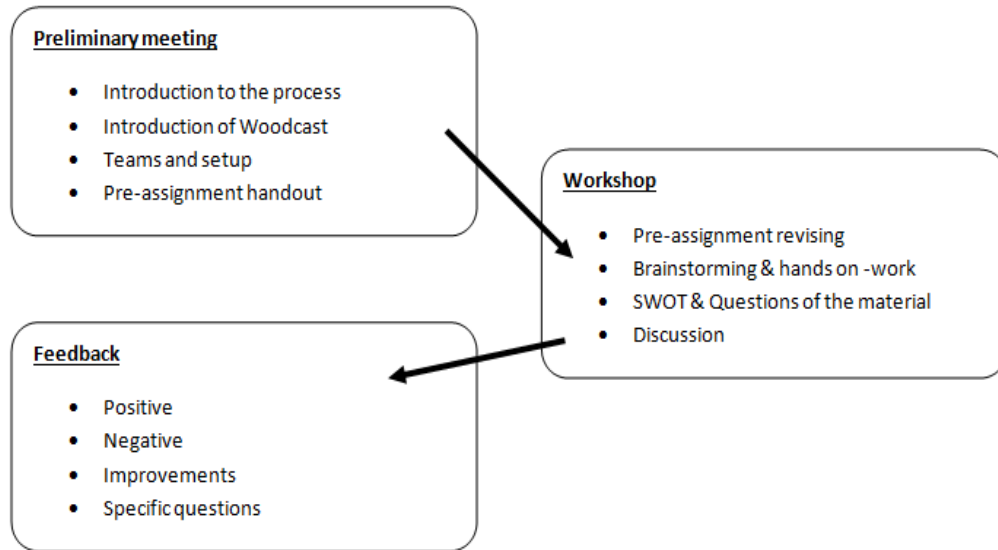 Preliminary meeting
• Introduction to the process
• Introduction of Woodcast
• Teams and setup
• Pre-assignment handout
Workshop
• Pre-assignment revising
• Brainstorming & hands on -work
• SWOT & Questions of the material
• Discussion
Feedback
• Positive
• Negative
• Improvements
• Specific questions